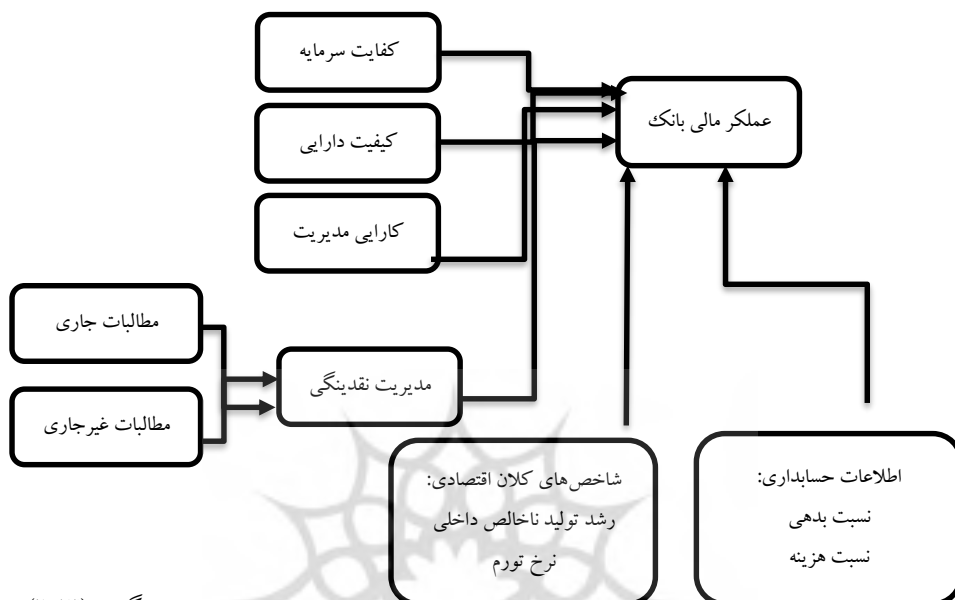 کفایت سرمایه
عملکر مالی بانک
کیفیت دارایی
کارایی مدیریت
مطالبات جاری
مدیریت نقدینگی
مطالبات غیرجاری
اطلاعات حسابداری:
نسبت بدهی
نسبت هزینه
شاخص‌های کلان اقتصادی:
رشد تولید ناخالص داخلی
نرخ تورم